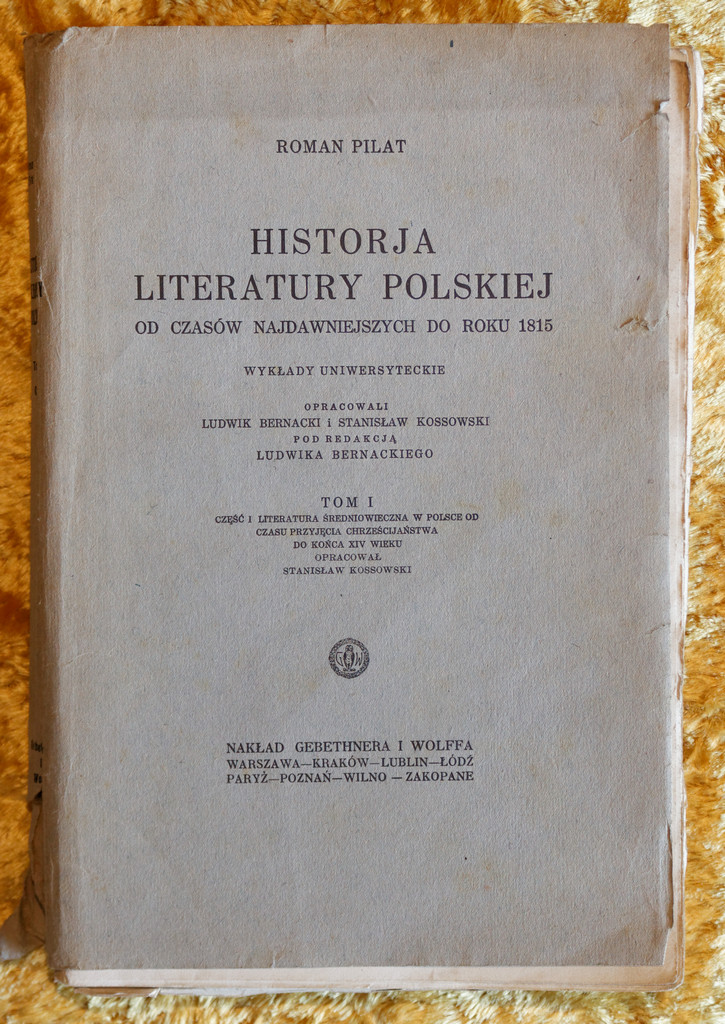 ROMAN PILAT
HISTORJA
LITERATURY POLSKIEJ
OD CZASÓW NAJDAWNIEJSZYCH DO ROKU 1815
WYKŁADY UNIWERSYTECKIE
OPRACOWALI
LUDWIK BERNACKI i STANISŁAW KOSSOWSKI
POD REDAKCJĄ
LUDWIKA BERNACKIEGO
TOM I
CZĘŚĆ I LITERATURA ŚREDNIOWIECZNA W POLSCE OD
CZASU PRZYJĘCIA CHRZEŚCIJAŃSTWA
DO KOŃCA XIV WIEKU
OPRACOWAŁ
STANISŁAW KOSSOWSKI
G W
NAKŁAD GEBETHNERA I WOLFFA
WARSZAWA—KRAKÓW—LUBLIN—ŁÓDŹ
PARYŻ—POZNAŃ—WILNO — ZAKOPANE